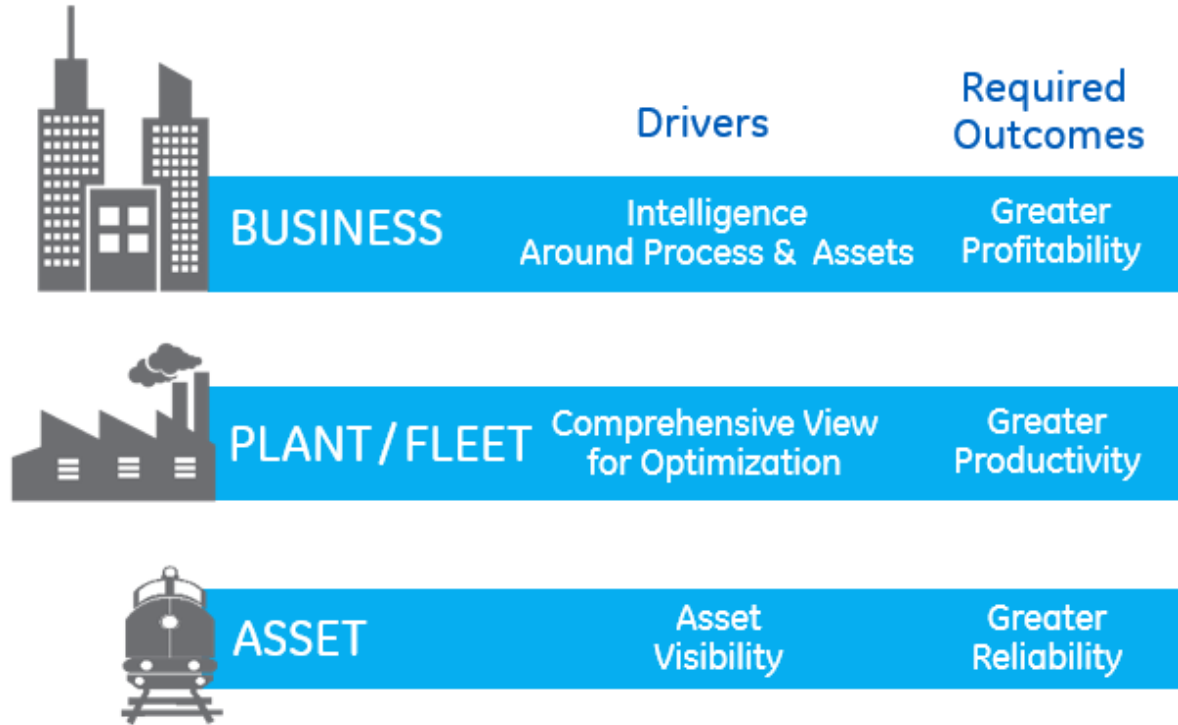 Drivers
Required
Outcomes
BUSINESS
Intelligence
Around Process & Assets
Greater
Profitability
PLANT / FLEET
Comprehensive View
for Optimization
Greater
Productivity
ASSET
Asset
Visibility
Greater
Reliability